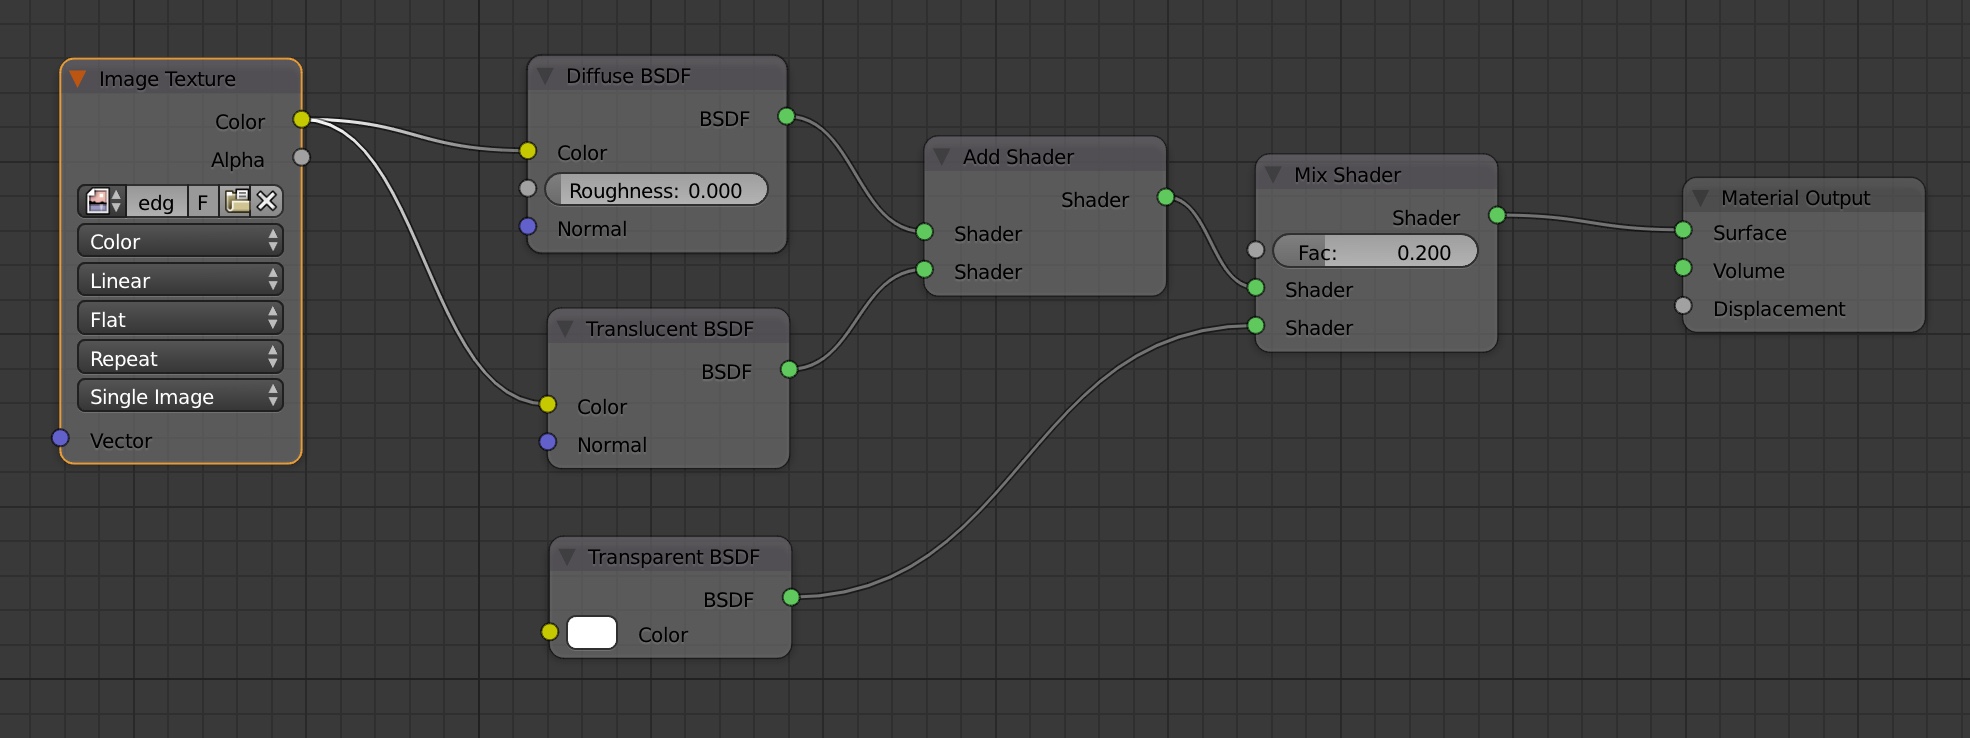 Image Texture
Color
Alpha
edg F
Color
Linear
Flat
Repeat
Single Image
Vector
Diffuse BSDF
BSDF
Color
Roughness: 0.000
Normal
Translucent BSDF
BSDF
Color
Normal
Transparent BSDF
BSDF
Color
Add Shader
Shader
Shader
Shader
Mix Shader
Shader
Fac: 0.200
Shader
Shader
Material Output
Surface
Volume
Displacement